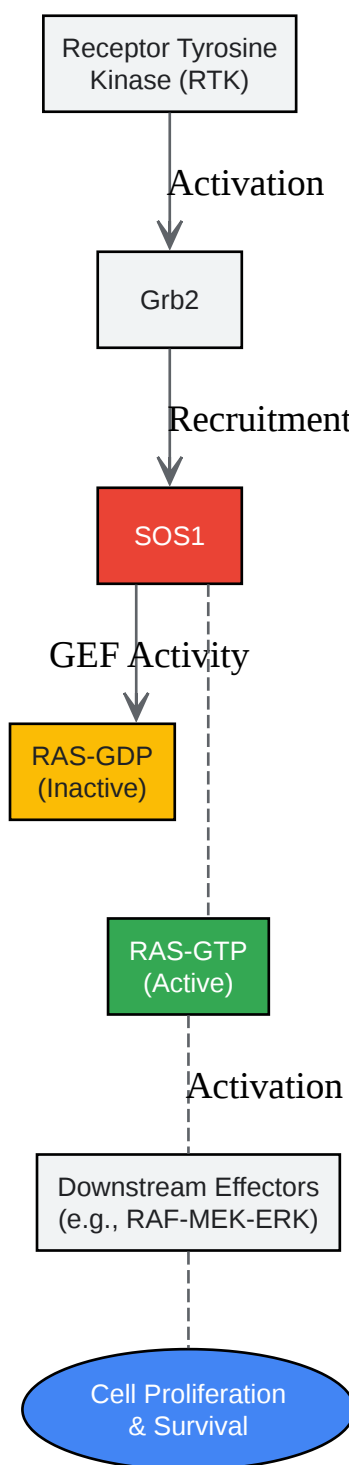 Receptor Tyrosine
Kinase (RTK)
Activation
Grb2
Recruitment
SOS1
GEF Activity
RAS-GDP
(Inactive)
RAS-GTP
(Active)
Activation
Downstream Effectors
(e.g., RAF-MEK-ERK)
Cell Proliferation
& Survival